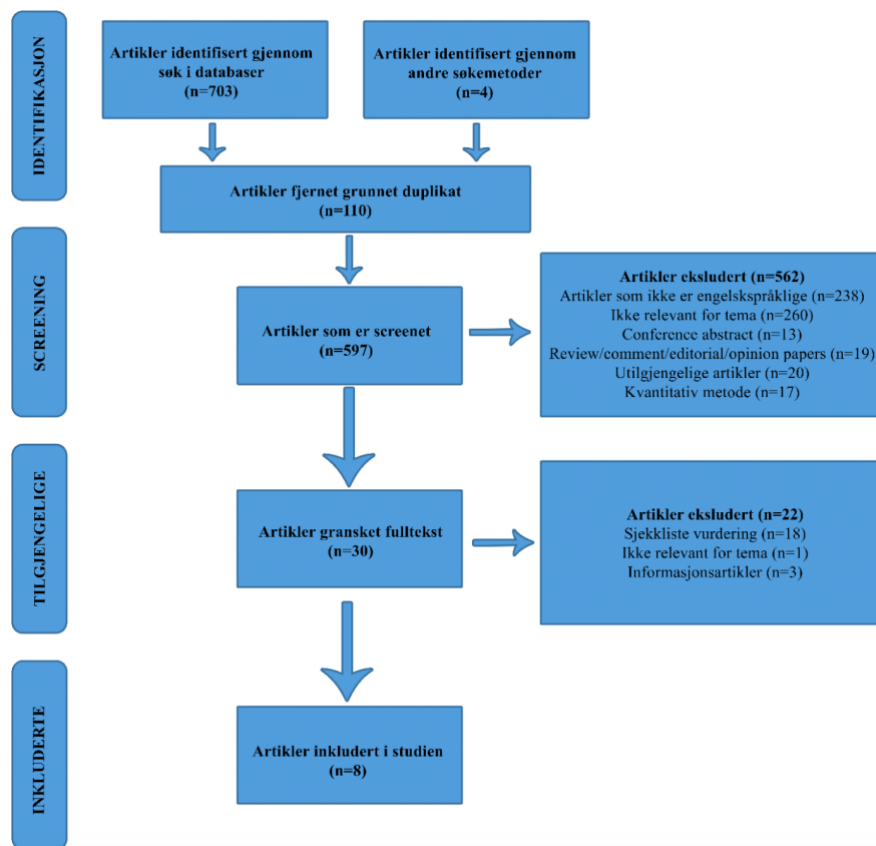 IDENTIFIKASJON
Artikler identifisert gjennom
søk i databaser
(n=703)
Artikler identifisert gjennom
andre søkemetoder
(n=4)
Artikler fjernet grunnet duplikat
(n=110)
SCREENING
Artikler som er screenet
(n=597)
Artikler eksludert (n=562)
Artikler som ikke er engelskspråklige (n=238)
Ikke relevant for tema (n=260)
Conference abstract (n=13)
Review/comment/editorial/opinion papers (n=19)
Utilgjengelige artikler (n=20)
Kvantitativ metode (n=17)
TILGJENGELIGE
Artikler gransket fulltekst
(n=30)
Artikler eksludert (n=22)
Sjekkliste vurdering (n=18)
Ikke relevant for tema (n=1)
Informasjonsartikler (n=3)
INKLUDERTE
Artikler inkludert i studien
(n=8)